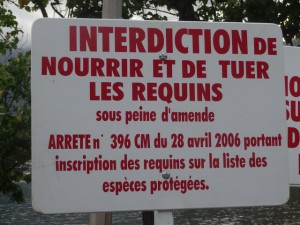 INTERDICTION DE
NOURRIR ET DE TUER
LES REQUINS
sous peine d'amende
ARRETE n° 396 CM du 28 avril 2006 portant
inscription des requins sur la liste des
espèces protégées.